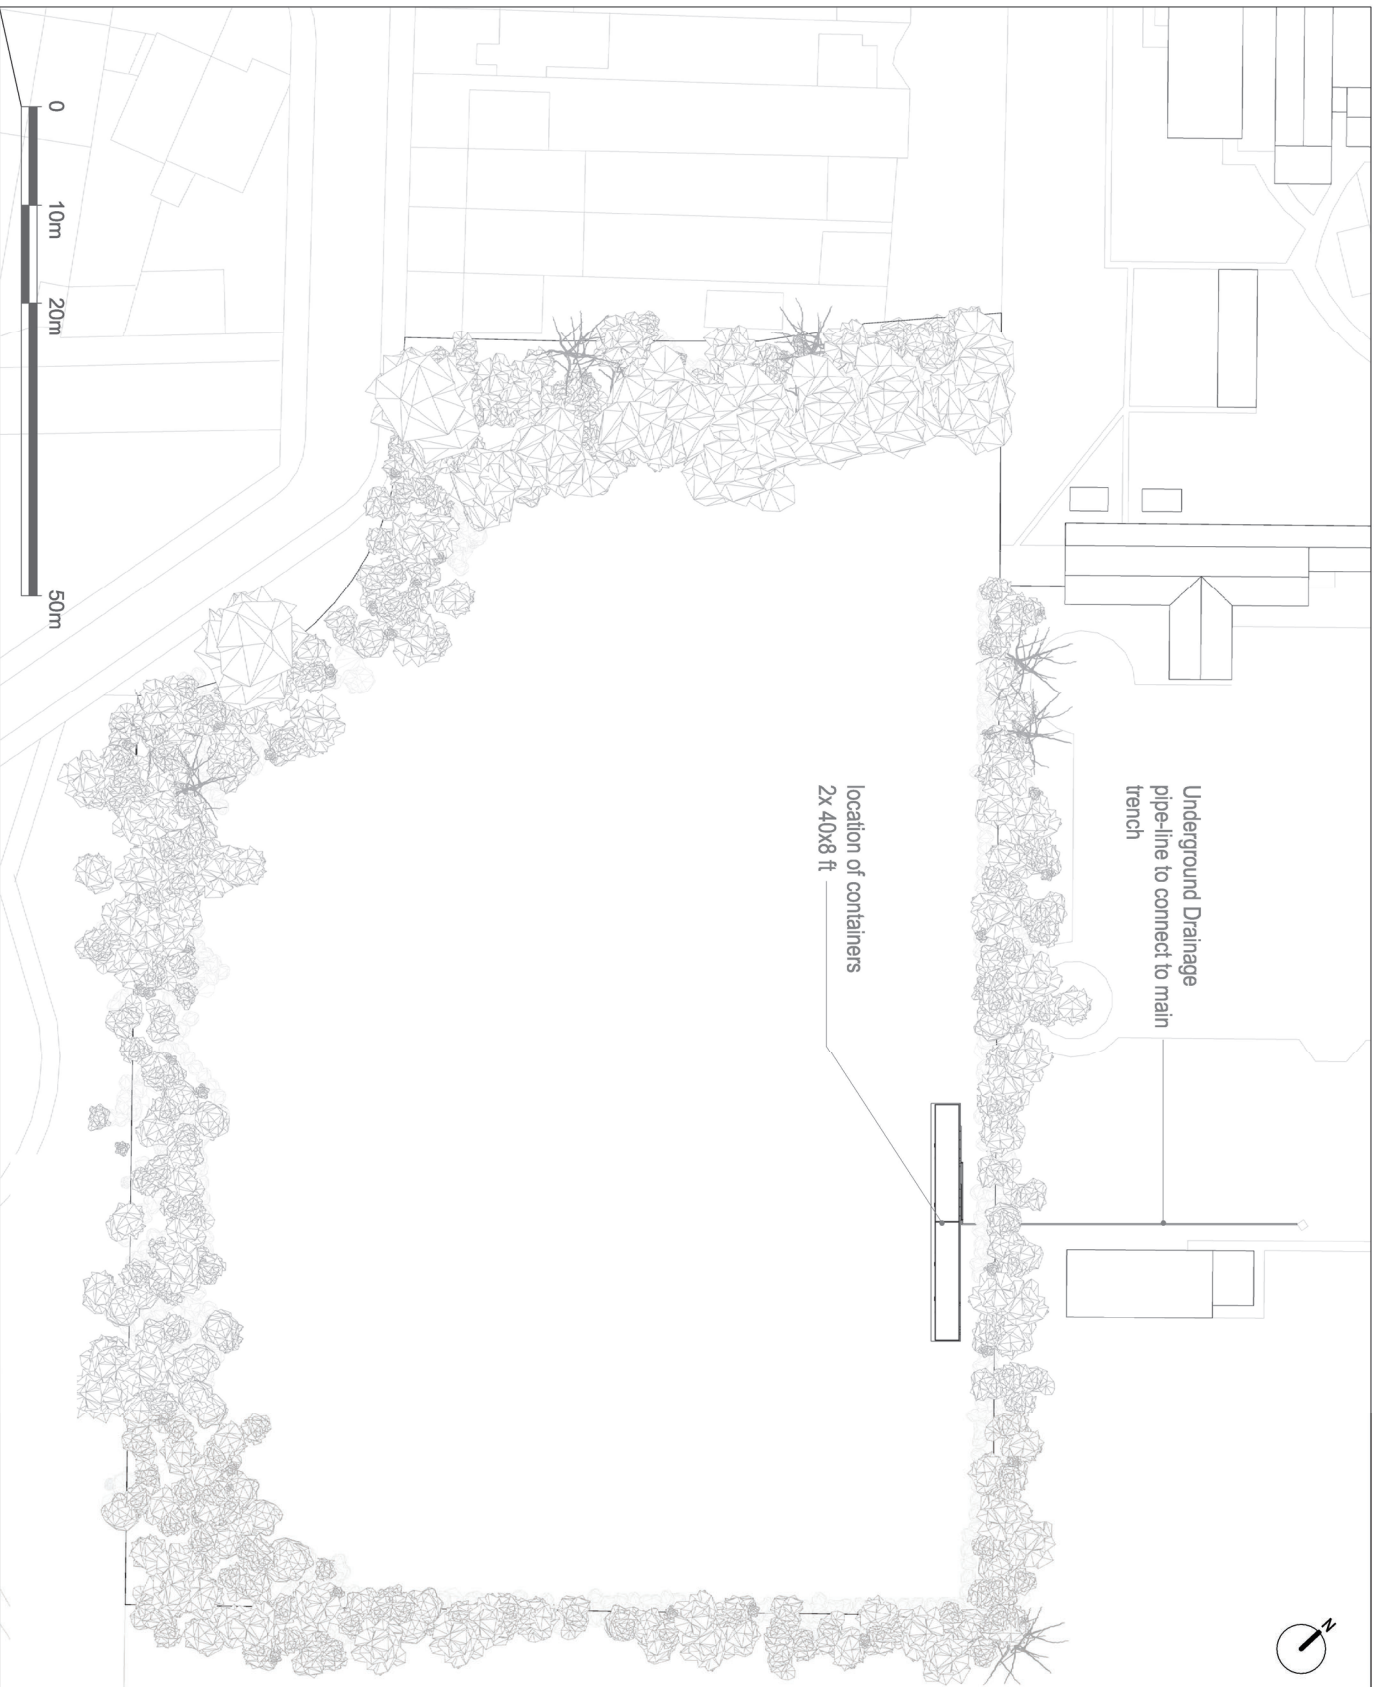 0
10m
20m
50m
Underground Drainage
pipe-line to connect to main
trench
location of containers
2x 40x8 ft
N